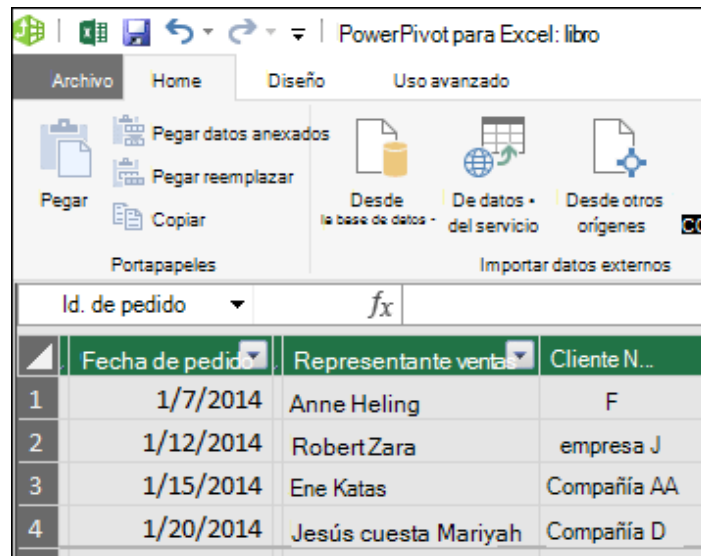 PowerPivot para Excel: libro
Archivo Home Diseño Uso avanzado
Pegar
Pegar datos anexados
Pegar reemplazar
Copiar
Portapapeles
Desde
la base de datos
De datos
del servicio
Desde otros
orígenes
Importar datos externos
Id. de pedido fx
Fecha de pedido Representante ventas Cliente N...
1 1/7/2014 Anne Heling F
2 1/12/2014 Robert Zara empresa J
3 1/15/2014 Ene Katas Compañía AA
4 1/20/2014 Jesús cuesta Mariyah Compañía D